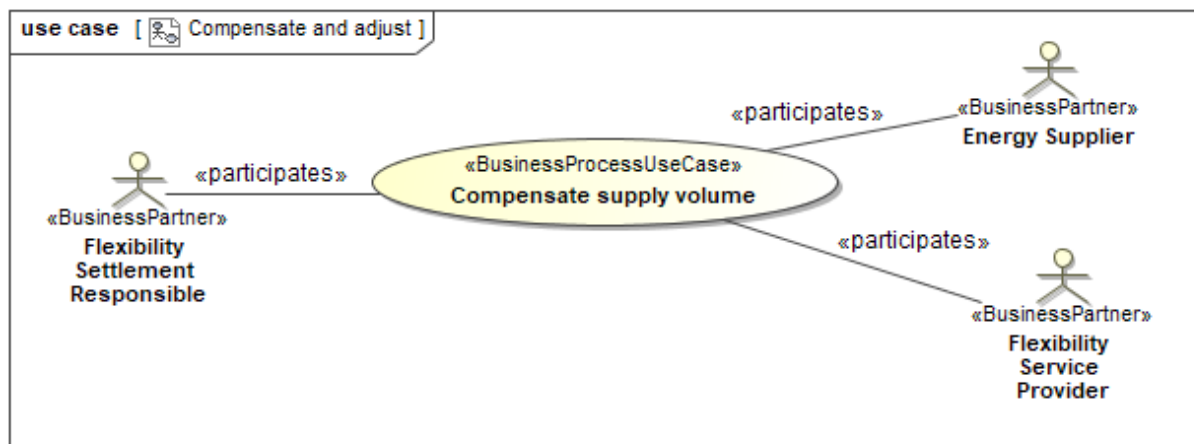 use case [ Compensate and adjust ]
«BusinessPartner»
Energy Supplier
«participates»
«BusinessProcessUseCase»
Compensate supply volume
«participates»
«BusinessPartner»
Flexibility
Settlement
Responsible
«participates»
«BusinessPartner»
Flexibility
Service
Provider